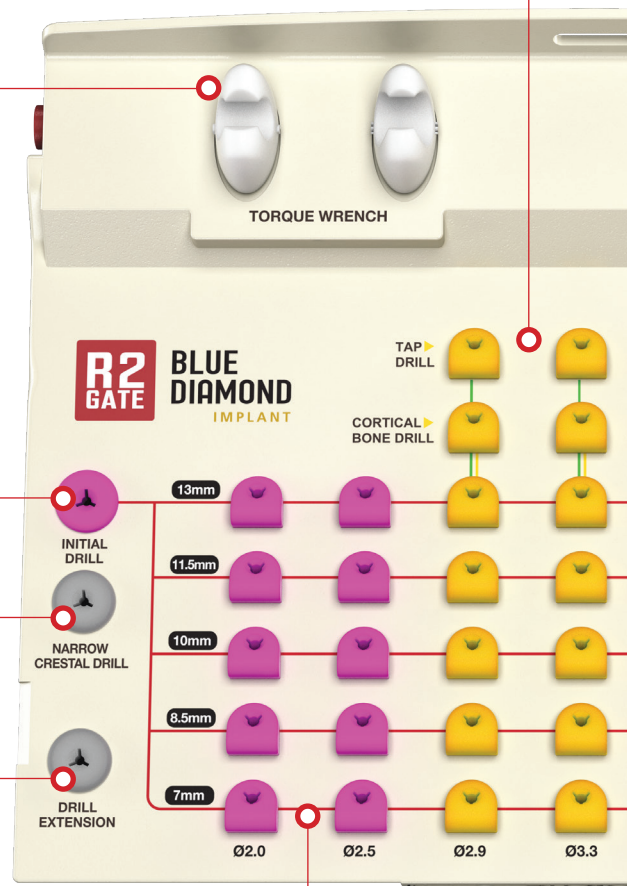 TORQUE WRENCH
R2
GATE
BLUE
DIAMOND
IMPLANT
TAP
DRILL
CORTICAL
BONE DRILL
13mm
INITIAL
DRILL
11.5mm
NARROW
CRESTAL DRILL
10mm
8.5mm
DRILL
EXTENSION
7mm
Ø2.0 Ø2.5 Ø2.9 Ø3.3